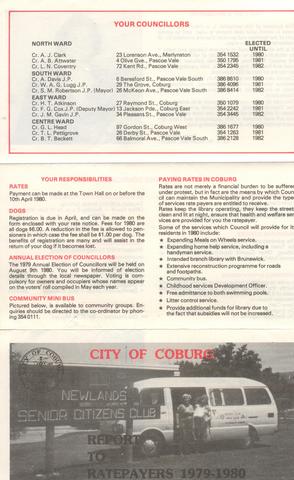 YOUR COUNCILLORS
ELECTED
UNTIL
NORTH WARD
Cr. A. J. Clark 23 Lorenson Ave., Merlynston 354 1532 1980
Cr. A. B. Attwater 4 Olive Gve., Pascoe Vale 350 1795 1981
Cr. L. N. Coventry 72 Kent Rd., Pascoe Vale 354 2345 1982
SOUTH WARD
Cr. A. Davis J.P. 6 Beresford St., Pascoe Vale South 386 8610 1980
Cr. W. A. G. Lugg J.P. 29 The Grove, Coburg 386 4096 1981
Cr. S. M. Robertson J.P. (Mayor) 26 McKeon Ave., Pascoe Vale South 386 8414 1982
EAST WARD
Cr. H. T. Atkinson 27 Raymond St., Coburg 350 1079 1980
Cr. F. G. Cox J.P. (Deputy Mayor) 13 Jackson Pde., Coburg East 354 2242 1981
Cr. J. M. Gavin J.P. 34 Pleasant St., Coburg 354 3445 1982
CENTRE WARD
Cr. G. L. Head 97 Gordon St., Coburg West 386 1677 1980
Cr. T. L. Pettigrove 26 Derby St., Pascoe Vale 354 1263 1981
Cr. B. T. Beckett 66 Balmoral Ave., Pascoe Vale South 386 2128 1982
YOUR RESPONSIBILITIES
RATES
Payment can be made at the Town Hall on or before the
10th April 1980.
DOGS
Registration is due in April, and can be made on the
form enclosed with your rate notice. Fees for 1980 are
all dogs $6.00. A reduction in the fee is allowed to pen-
sioners in which case the fee shall be $1.00 per dog. The
benefits of registration are many and will assist in the
return of your dog if it becomes lost.
ANNUAL ELECTION OF COUNCILLORS
The 1979 Annual Election of Councillors will be held on
August 9th 1980. You will be informed of election
details through the local newspaper. Voting is com-
pulsory for owners and occupiers whose names appear
on the voters' roll compiled in May each year.
COMMUNITY MINI BUS
Pictured below, is available to community groups. En-
quiries should be directed to the co-ordinator by phon-
ing 354 0111.
PAYING RATES IN COBURG
Rates are not merely a financial burden to be suffered
under protest, but in fact are the means by which Coun-
cil can maintain the Municipality and provide the type
of services rate payers are entitled to receive.
Rates keep the library operating, they keep the streets
clean and lit at night, ensure that health and welfare ser-
vices are provided for you the ratepayer.
Some of the services which Council will provide for its
residents in 1980 include:
★ Expanding Meals on Wheels service.
★ Expanding home help service, including a
handyman service.
★ Intended branch library with Brunswick.
★ Extensive reconstruction programme for roads
and footpaths.
★ Community bus.
★ Childhood services Development Officer.
★ Free admittance to both swimming pools.
★ Litter control service.
★ Provide additional funds for library due to
the fact that subsidies will not be increased.
CITY OF COBURG
NEWLANDS
SENIOR CITIZENS CLUB
REPORT
TO
RATEPAYERS 1979-1980